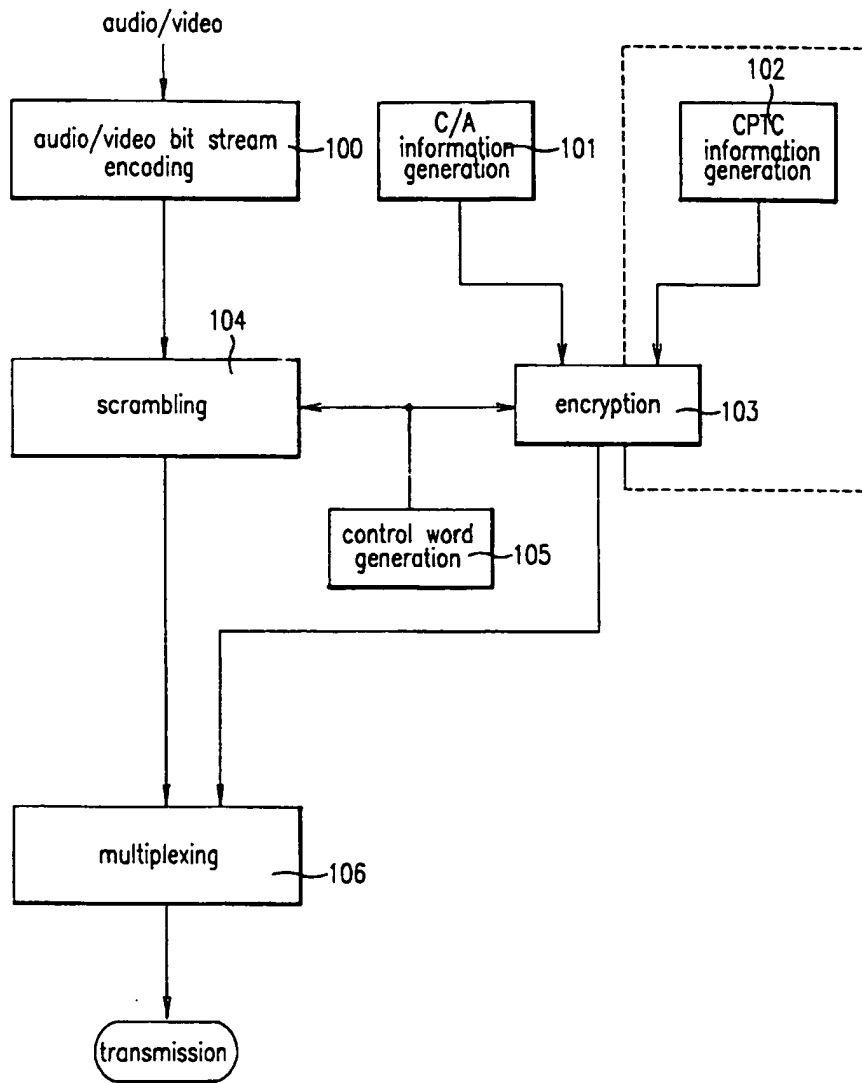 audio/video
audio/video bit stream
encoding
100
C/A
information
generation
101
102
CPTC
information
generation
104
scrambling
encryption
103
control word
generation
105
multiplexing
106
transmission